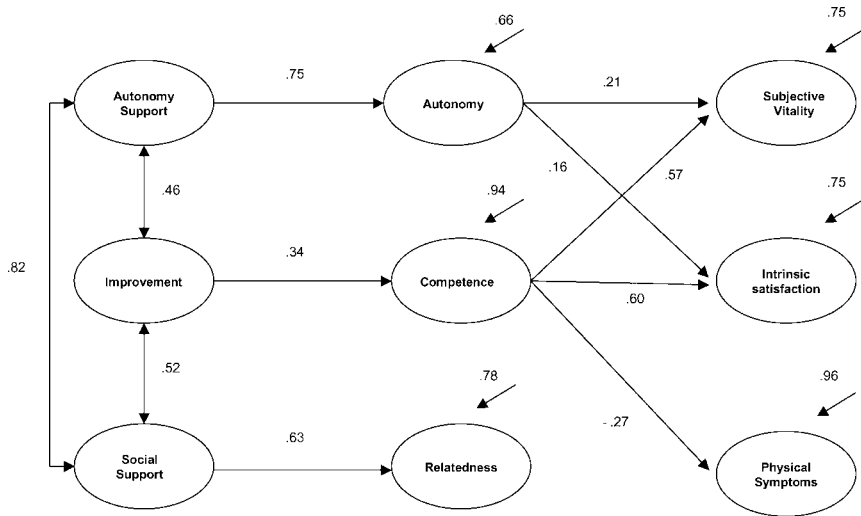 .75
.66
.75
Autonomy
Support
.75
Autonomy
.21
Subjective
Vitality
.46
.16
.57
.94
.75
.82
Improvement
.34
Competence
.60
Intrinsic
satisfaction
.52
.78
.96
.63
- .27
Social
Support
Relatedness
Physical
Symptoms